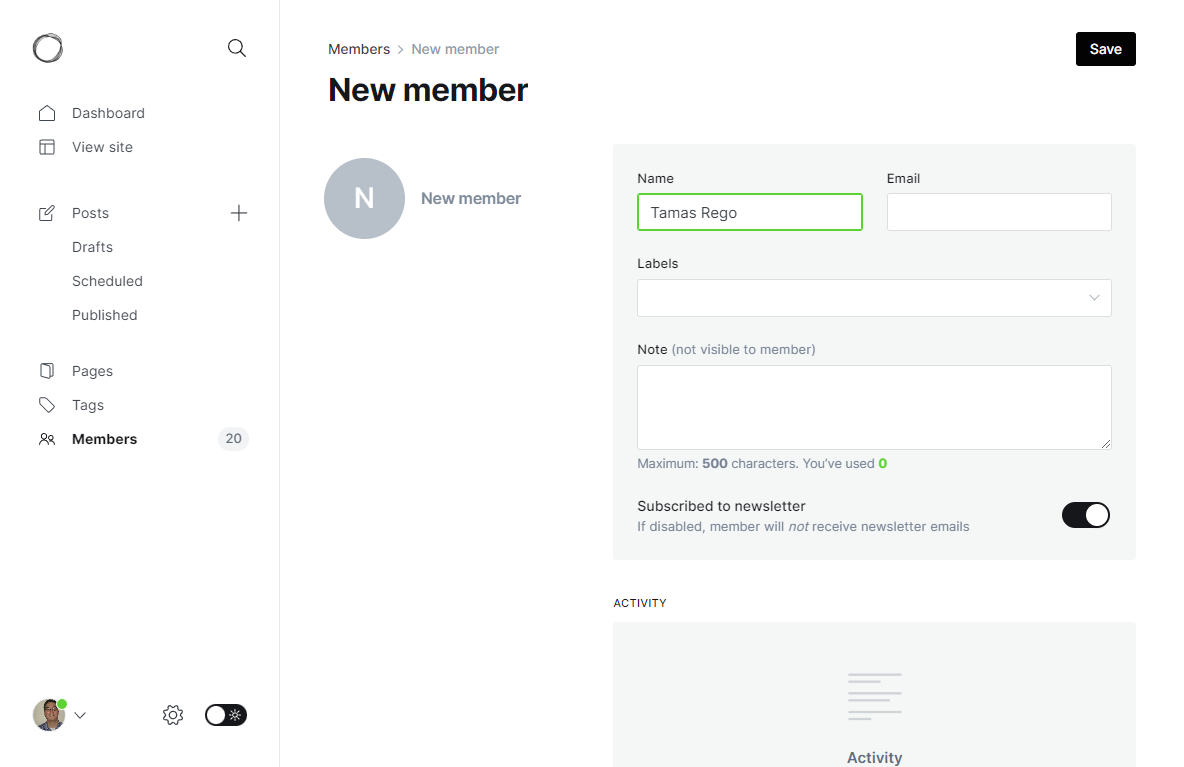 Members > New member
Save
New member
Dashboard
View site
Posts
Drafts
Scheduled
Published
Pages
Tags
Members 20
N
New member
Name
Tamas Rego
Email
Labels
Note (not visible to member)
Maximum: 500 characters. You’ve used 0
Subscribed to newsletter
If disabled, member will not receive newsletter emails
ACTIVITY
Activity